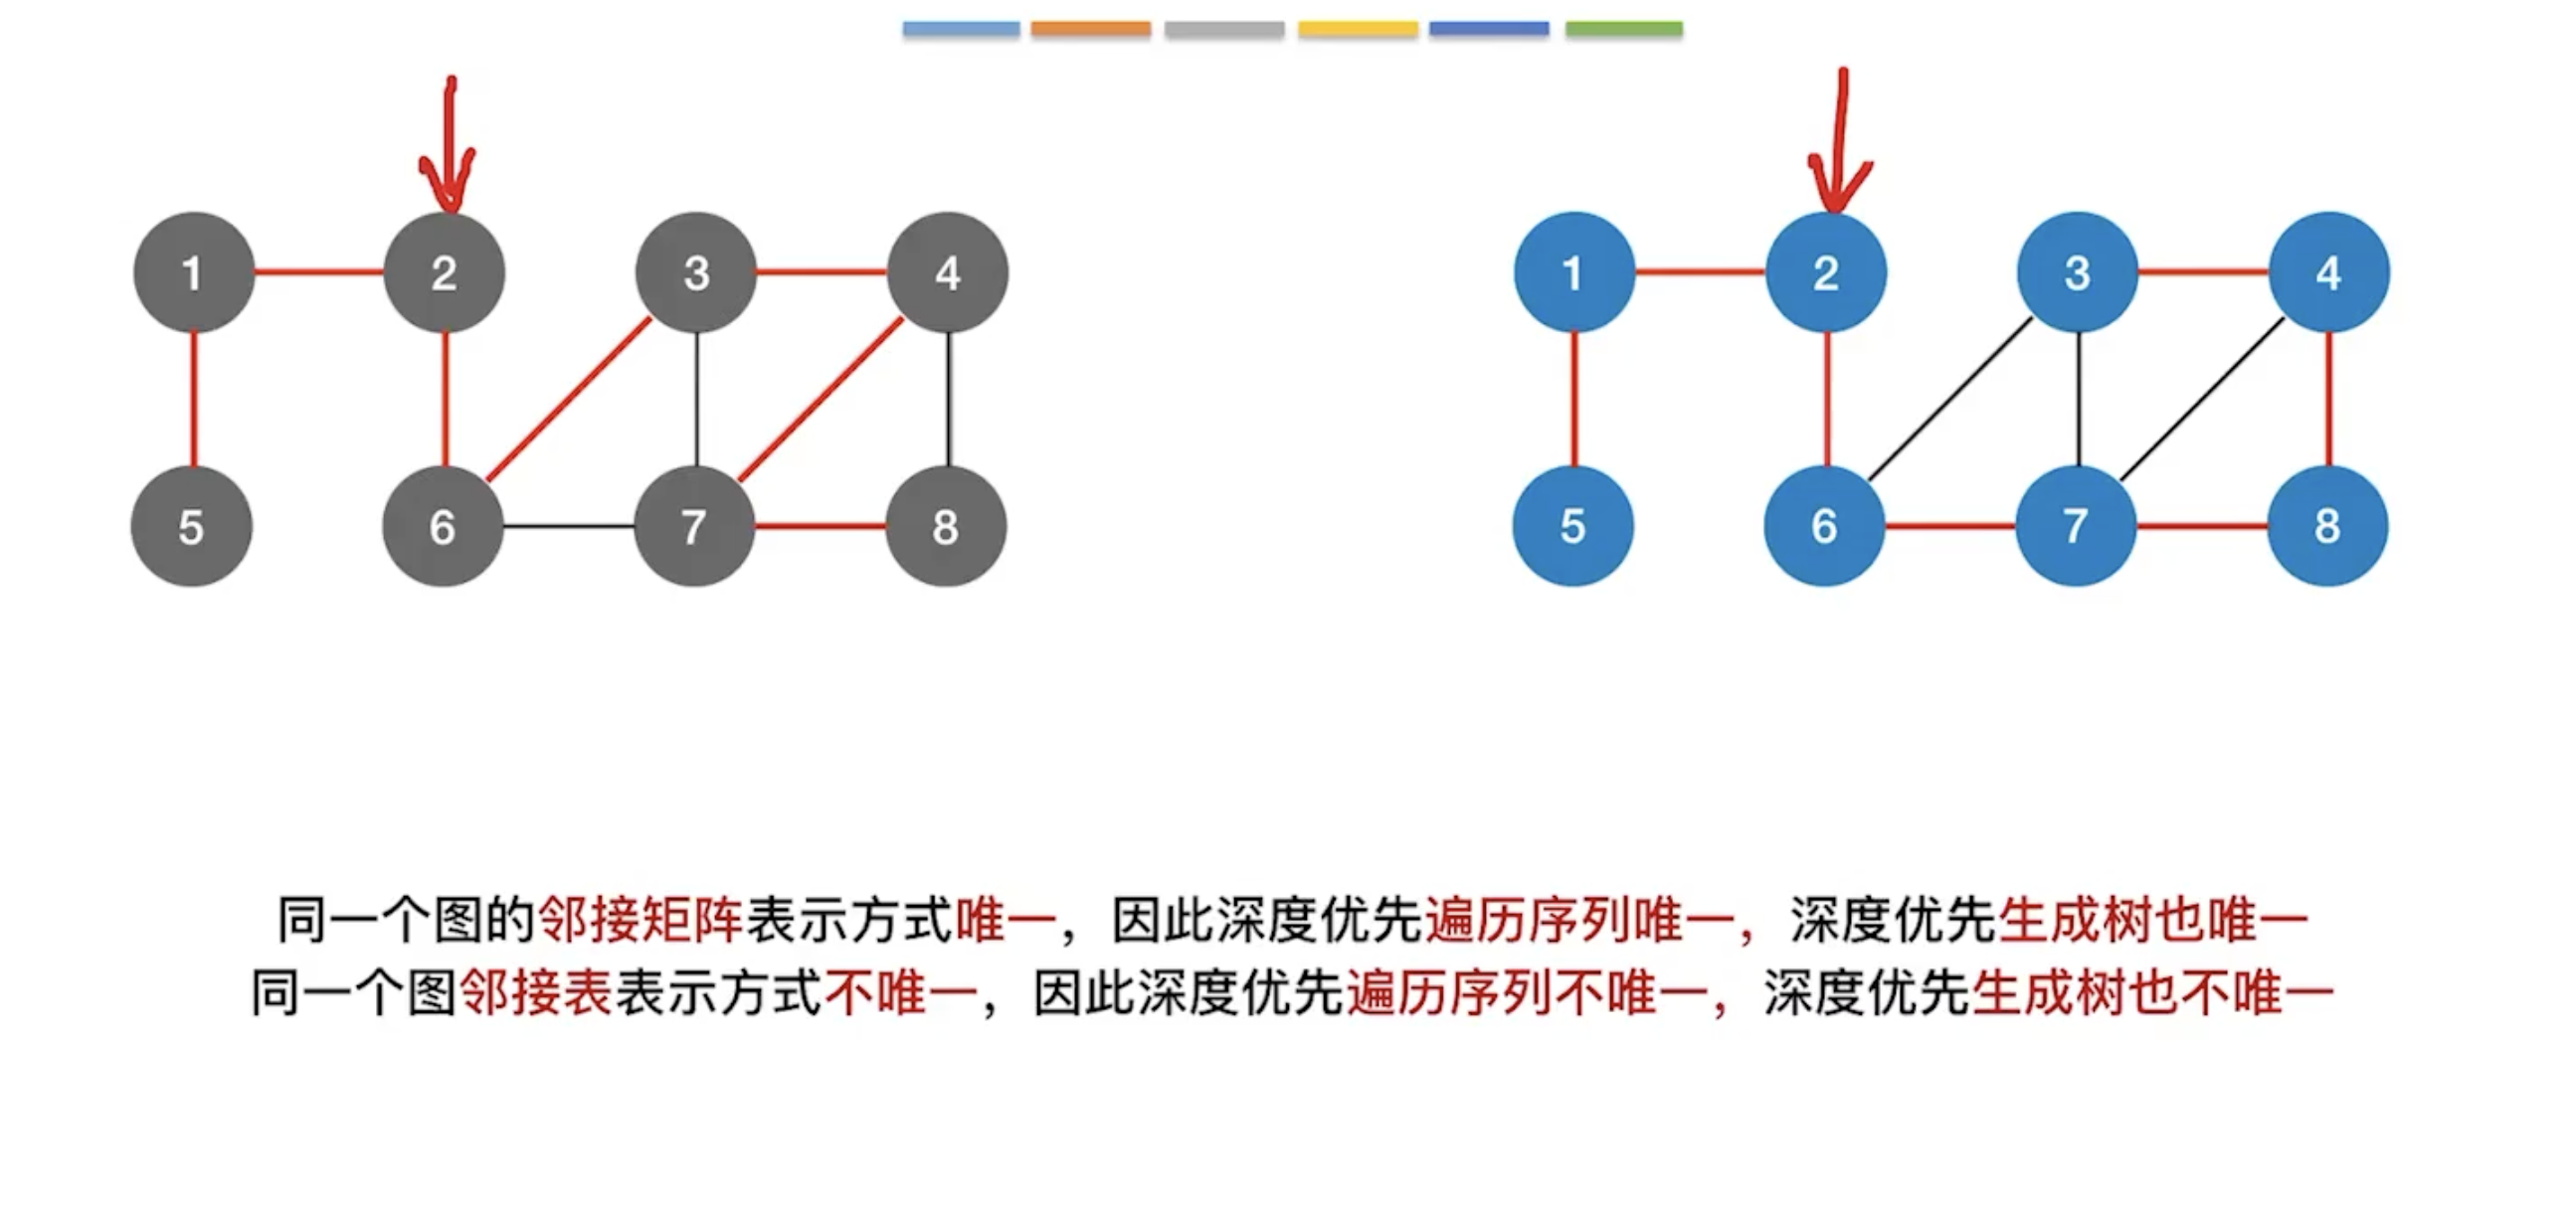 1 2 3 4 1 2 3 4
5 6 7 8 5 6 7 8
同一个图的邻接矩阵表示方式唯一，因此深度优先遍历序列唯一，深度优先生成树也唯一
同一个图邻接表表示方式不唯一，因此深度优先遍历序列不唯一，深度优先生成树也不唯一